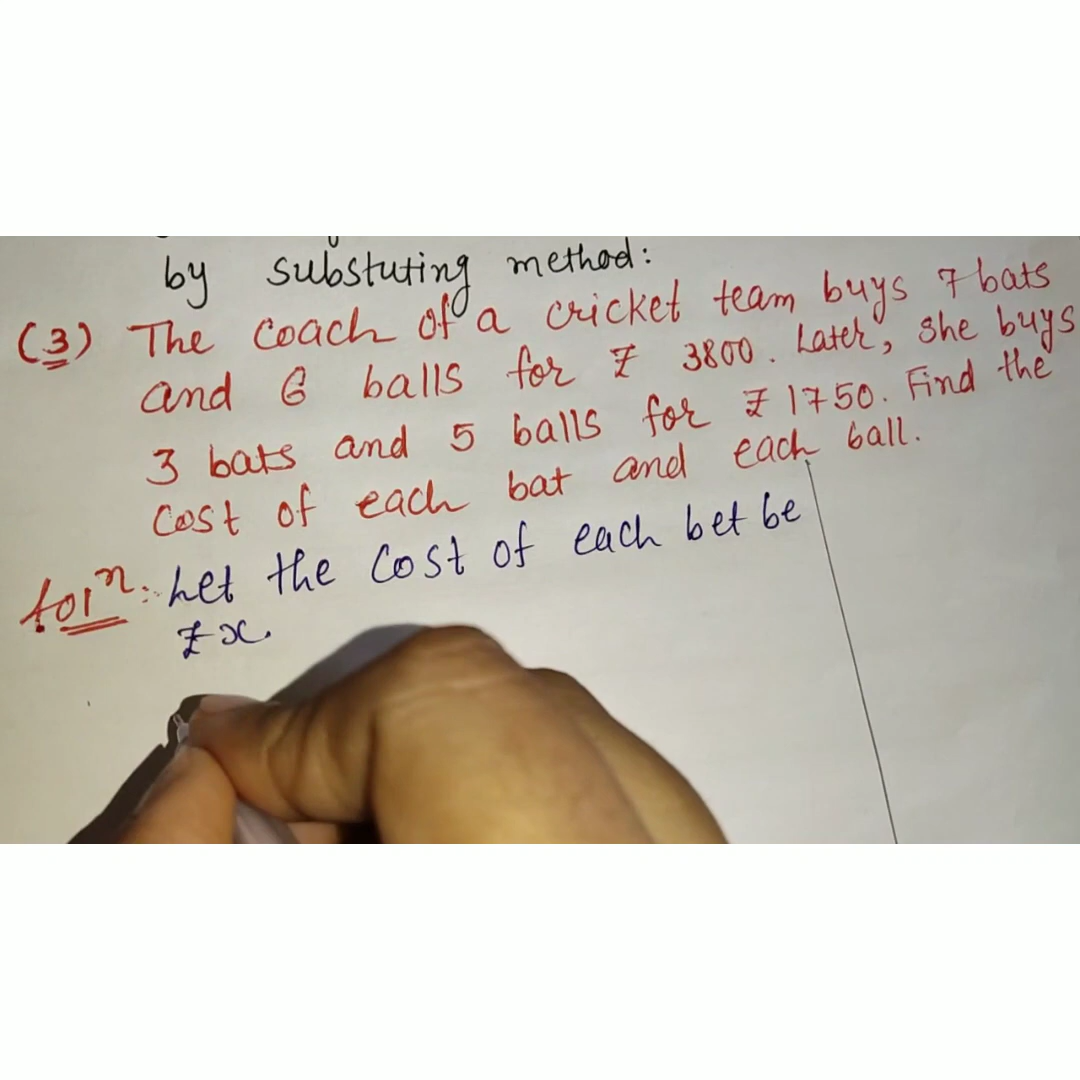 by substuting method:
(3) The coach of a cricket team buys 7 bats
and 6 balls for ₹ 3800. Later, she buys
3 bats and 5 balls for ₹ 1750. Find the
cost of each bat and each ball.
Solⁿ:- Let the cost of each bet be
₹ x.